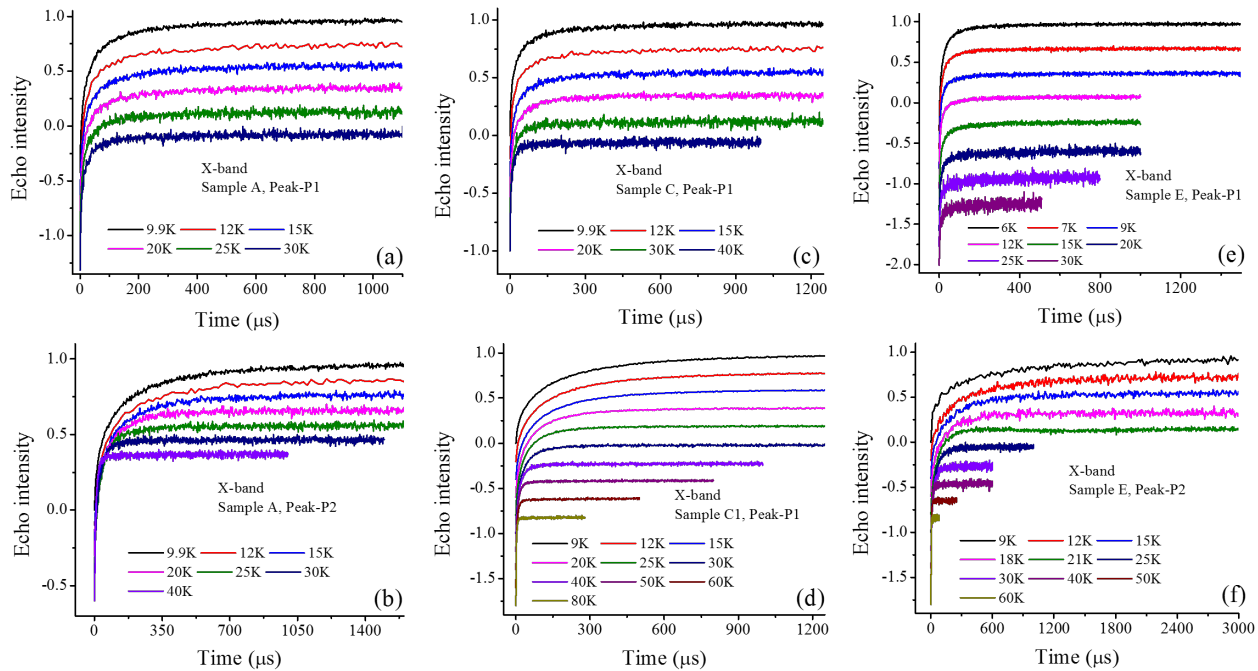 Echo intensity
1.0
0.5
0.0
-0.5
-1.0
X-band
Sample A, Peak-P1
9.9K 12K 15K
20K 25K 30K
(a)
0 200 400 600 800 1000
Time (μs)
Echo intensity
1.0
0.5
0.0
-0.5
-1.0
X-band
Sample C, Peak-P1
9.9K 12K 15K
20K 30K 40K
(c)
0 300 600 900 1200
Time (μs)
Echo intensity
1.0
0.5
0.0
-0.5
-1.0
-1.5
-2.0
X-band
Sample E, Peak-P1
6K 7K 9K
12K 15K 20K
25K 30K
(e)
0 400 800 1200
Time (μs)
Echo intensity
1.0
0.5
0.0
-0.5
X-band
Sample A, Peak-P2
9.9K 12K 15K
20K 25K 30K
40K
(b)
0 350 700 1050 1400
Time (μs)
Echo intensity
1.0
0.5
0.0
-0.5
-1.0
-1.5
X-band
Sample C1, Peak-P1
9K 12K 15K
20K 25K 30K
40K 50K 60K
80K
(d)
0 300 600 900 1200
Time (μs)
Echo intensity
1.0
0.5
0.0
-0.5
-1.0
-1.5
X-band
Sample E, Peak-P2
9K 12K 15K
18K 21K 25K
30K 40K 50K
60K
(f)
0 600 1200 1800 2400 3000
Time (μs)